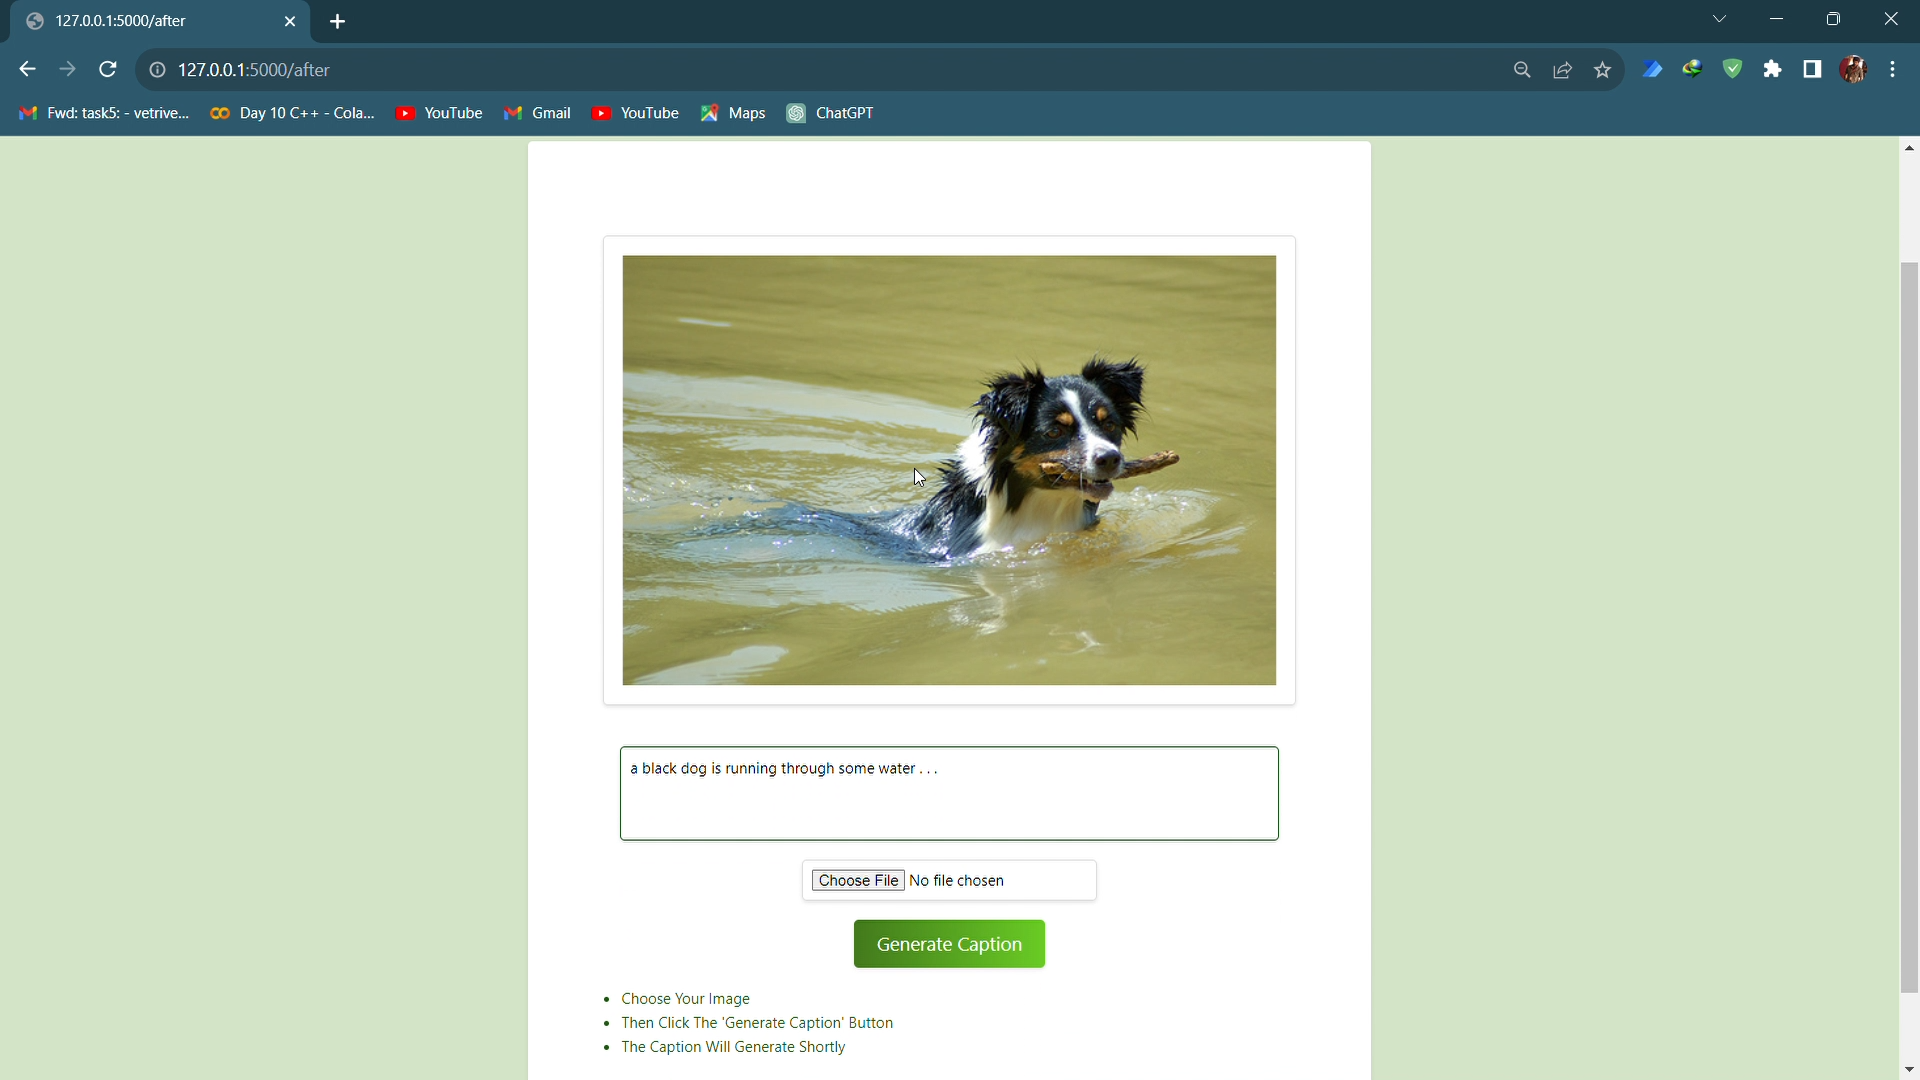 127.0.0.1:5000/after
127.0.0.1:5000/after
Fwd: task5: - vetrive... Day 10 C++ - Cola... YouTube Gmail YouTube Maps ChatGPT
a black dog is running through some water . . .
Choose File No file chosen
Generate Caption
Choose Your Image
Then Click The 'Generate Caption' Button
The Caption Will Generate Shortly